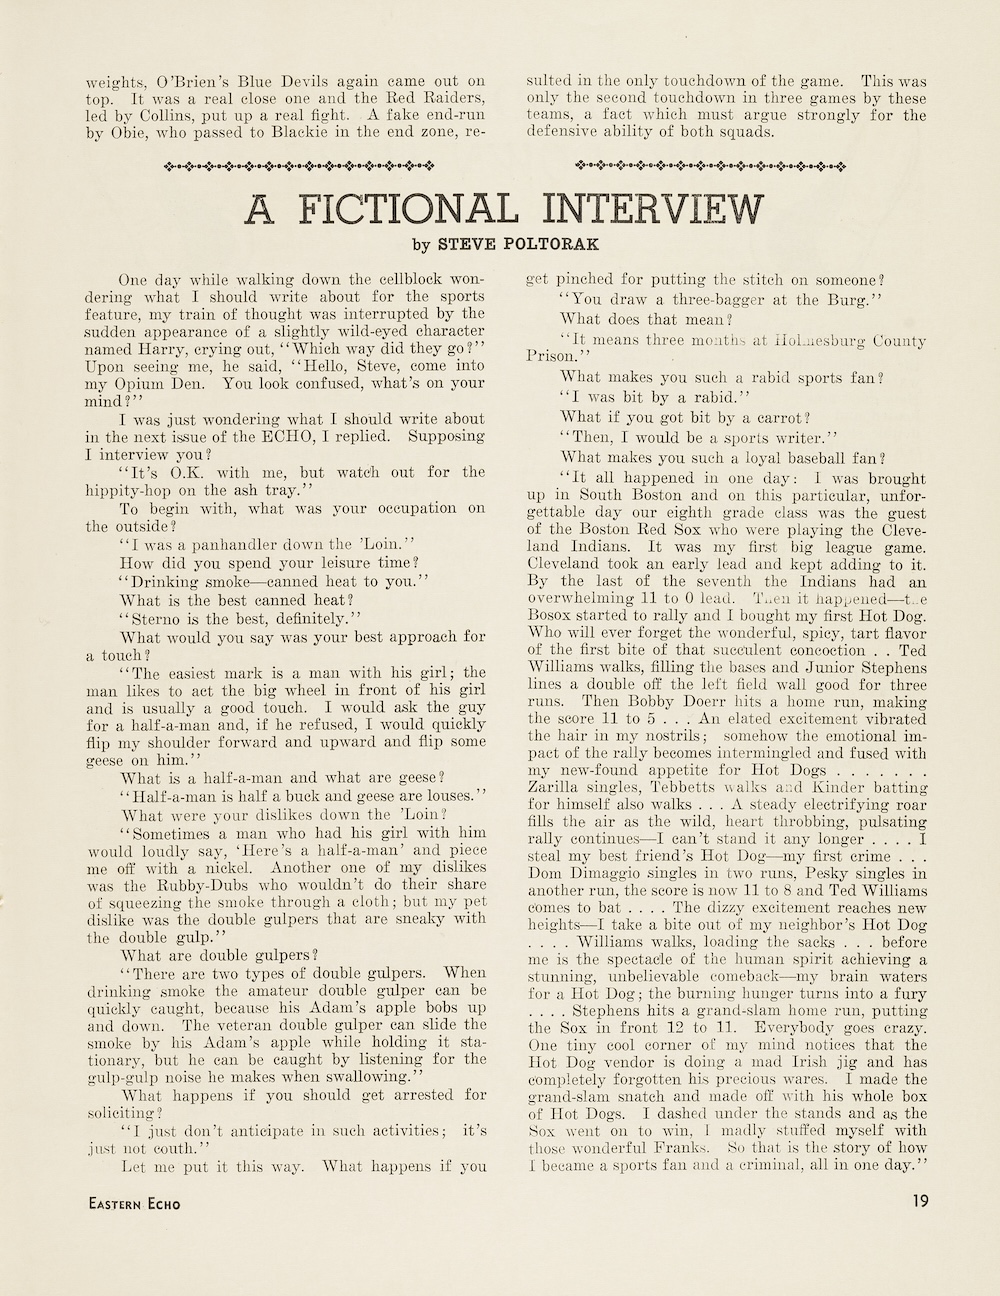 weights, O'Brien's Blue Devils again came out on
top. It was a real close one and the Red Raiders,
led by Collins, put up a real fight. A fake end-run
by Obie, who passed to Blackie in the end zone, re-
sulted in the only touchdown of the game. This was
only the second touchdown in three games by these
teams, a fact which must argue strongly for the
defensive ability of both squads.
A FICTIONAL INTERVIEW
by STEVE POLTORAK
One day while walking down the cellblock won-
dering what I should write about for the sports
feature, my train of thought was interrupted by the
sudden appearance of a slightly wild-eyed character
named Harry, crying out, "Which way did they go?"
Upon seeing me, he said, "Hello, Steve, come into
my Opium Den. You look confused, what's on your
mind?"
I was just wondering what I should write about
in the next issue of the ECHO, I replied. Supposing
I interview you?
"It's O.K. with me, but watch out for the
hippity-hop on the ash tray."
To begin with, what was your occupation on
the outside?
"I was a panhandler down the 'Loin."
How did you spend your leisure time?
"Drinking smoke—canned heat to you."
What is the best canned heat?
"Sterno is the best, definitely."
What would you say was your best approach for
a touch?
"The easiest mark is a man with his girl; the
man likes to act the big wheel in front of his girl
and is usually a good touch. I would ask the guy
for a half-a-man and, if he refused, I would quickly
flip my shoulder forward and upward and flip some
geese on him."
What is a half-a-man and what are geese?
"Half-a-man is half a buck and geese are louses."
What were your dislikes down the 'Loin?
"Sometimes a man who had his girl with him
would loudly say, 'Here's a half-a-man' and piece
me off with a nickel. Another one of my dislikes
was the Rubby-Dubs who wouldn't do their share
of squeezing the smoke through a cloth; but my pet
dislike was the double gulpers that are sneaky with
the double gulp."
What are double gulpers?
"There are two types of double gulpers. When
drinking smoke the amateur double gulper can be
quickly caught, because his Adam's apple bobs up
and down. The veteran double gulper can slide the
smoke by his Adam's apple while holding it sta-
tionary, but he can be caught by listening for the
gulp-gulp noise he makes when swallowing."
What happens if you should get arrested for
soliciting?
"I just don't anticipate in such activities; it's
just not couth."
Let me put it this way. What happens if you
get pinched for putting the stitch on someone?
"You draw a three-bagger at the Burg."
What does that mean?
"It means three months at Holmesburg County
Prison."
What makes you such a rabid sports fan?
"I was bit by a rabid."
What if you got bit by a carrot?
"Then, I would be a sports writer."
What makes you such a loyal baseball fan?
"It all happened in one day: I was brought
up in South Boston and on this particular, unfor-
gettable day our eighth grade class was the guest
of the Boston Red Sox who were playing the Cleve-
land Indians. It was my first big league game.
Cleveland took an early lead and kept adding to it.
By the last of the seventh the Indians had an
overwhelming 11 to 0 lead. Then it happened—the
Bosox started to rally and I bought my first Hot Dog.
Who will ever forget the wonderful, spicy, tart flavor
of the first bite of that succulent concoction . . Ted
Williams walks, filling the bases and Junior Stephens
lines a double off the left field wall good for three
runs. Then Bobby Doerr hits a home run, making
the score 11 to 5 . . . An elated excitement vibrated
the hair in my nostrils; somehow the emotional im-
pact of the rally becomes intermingled and fused with
my new-found appetite for Hot Dogs . . . . . . .
Zarilla singles, Tebbetts walks and Kinder batting
for himself also walks . . . A steady electrifying roar
fills the air as the wild, heart throbbing, pulsating
rally continues—I can't stand it any longer . . . . I
steal my best friend's Hot Dog—my first crime . . .
Dom Dimaggio singles in two runs, Pesky singles in
another run, the score is now 11 to 8 and Ted Williams
comes to bat . . . . The dizzy excitement reaches new
heights—I take a bite out of my neighbor's Hot Dog
. . . . Williams walks, loading the sacks . . . before
me is the spectacle of the human spirit achieving a
stunning, unbelievable comeback—my brain waters
for a Hot Dog; the burning hunger turns into a fury
. . . . Stephens hits a grand-slam home run, putting
the Sox in front 12 to 11. Everybody goes crazy.
One tiny cool corner of my mind notices that the
Hot Dog vendor is doing a mad Irish jig and has
completely forgotten his precious wares. I made the
grand-slam snatch and made off with his whole box
of Hot Dogs. I dashed under the stands and as the
Sox went on to win, I madly stuffed myself with
those wonderful Franks. So that is the story of how
I became a sports fan and a criminal, all in one day."
EASTERN ECHO
19